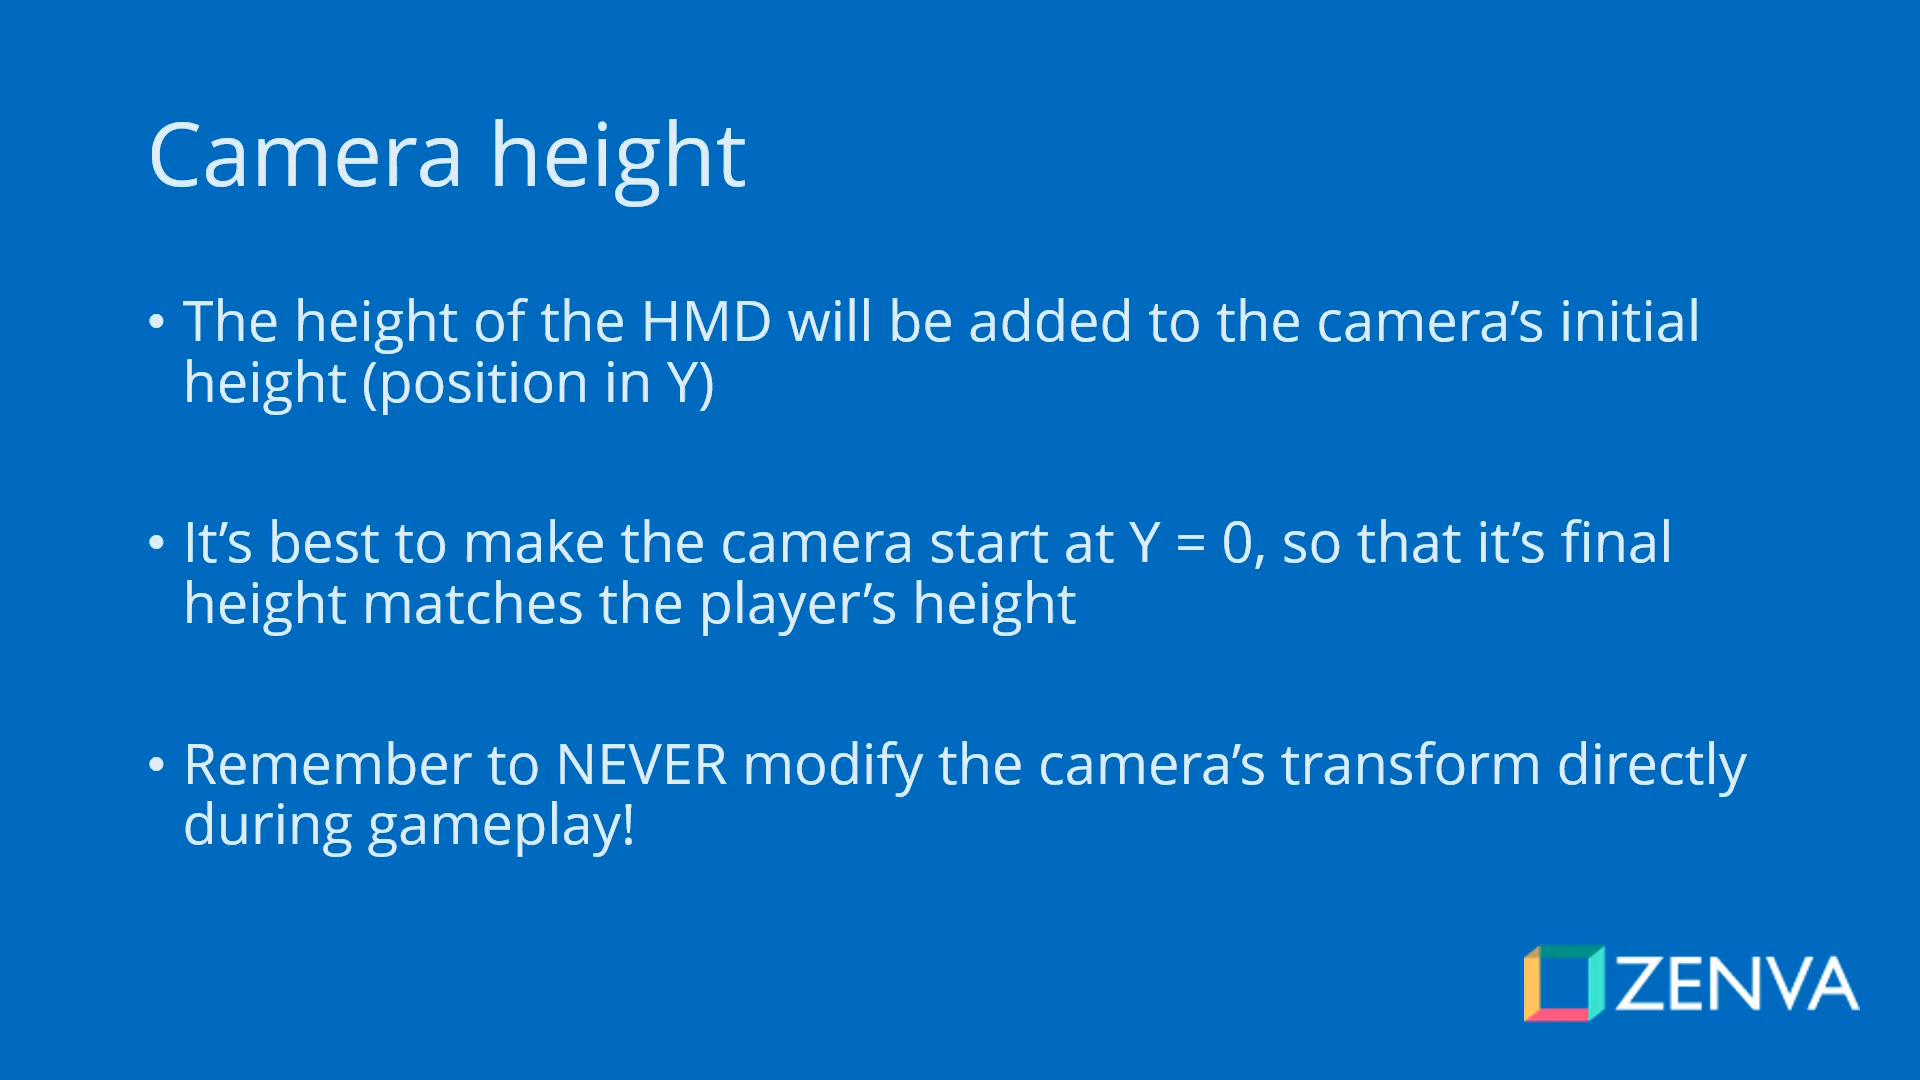 Camera height
• The height of the HMD will be added to the camera’s initial
height (position in Y)
• It’s best to make the camera start at Y = 0, so that it’s final
height matches the player’s height
• Remember to NEVER modify the camera’s transform directly
during gameplay!
ZENVA